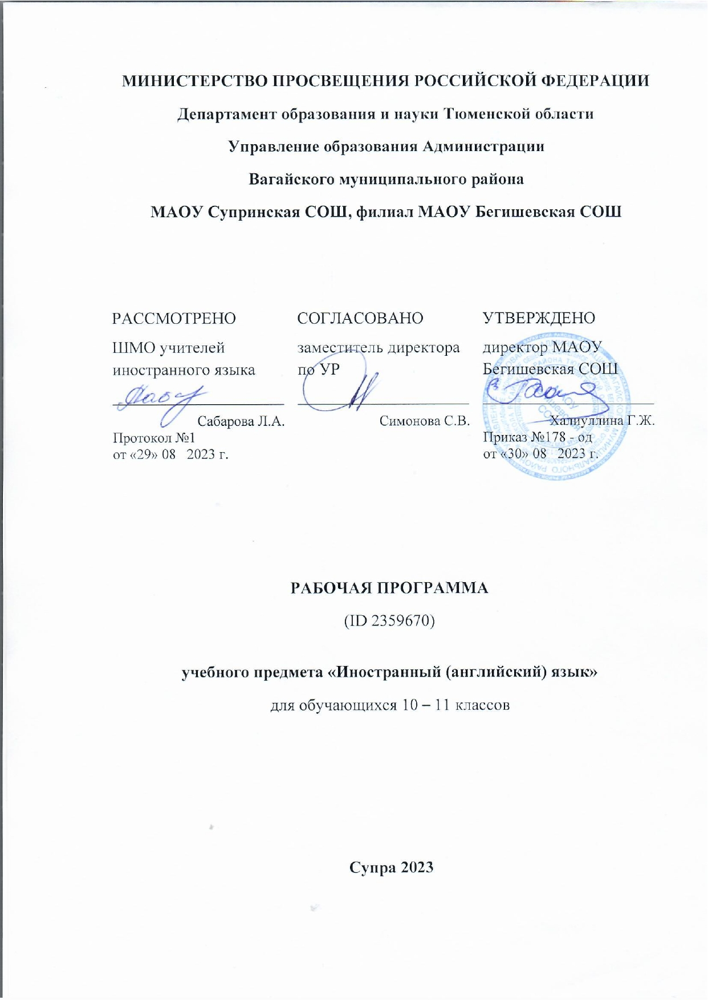 МИНИСТЕРСТВО ПРОСВЕЩЕНИЯ РОССИЙСКОЙ ФЕДЕРАЦИИ
Департамент образования и науки Тюменской области
Управление образования Администрации
Вагайского муниципального района
МАОУ Супринская СОШ, филиал МАОУ Бегишевская СОШ
РАССМОТРЕНО
ШМО учителей
иностранного языка
Сабарова Л.А.
Протокол №1
от «29» 08 2023 г.
СОГЛАСОВАНО
заместитель директора
по УР
Симонова С.В.
УТВЕРЖДЕНО
директор МАОУ
Бегишевская СОШ
Халиуллина Г.Ж.
Приказ №178 - од
от «30» 08 2023 г.
РАБОЧАЯ ПРОГРАММА
(ID 2359670)
учебного предмета «Иностранный (английский) язык»
для обучающихся 10 – 11 классов
Супра 2023